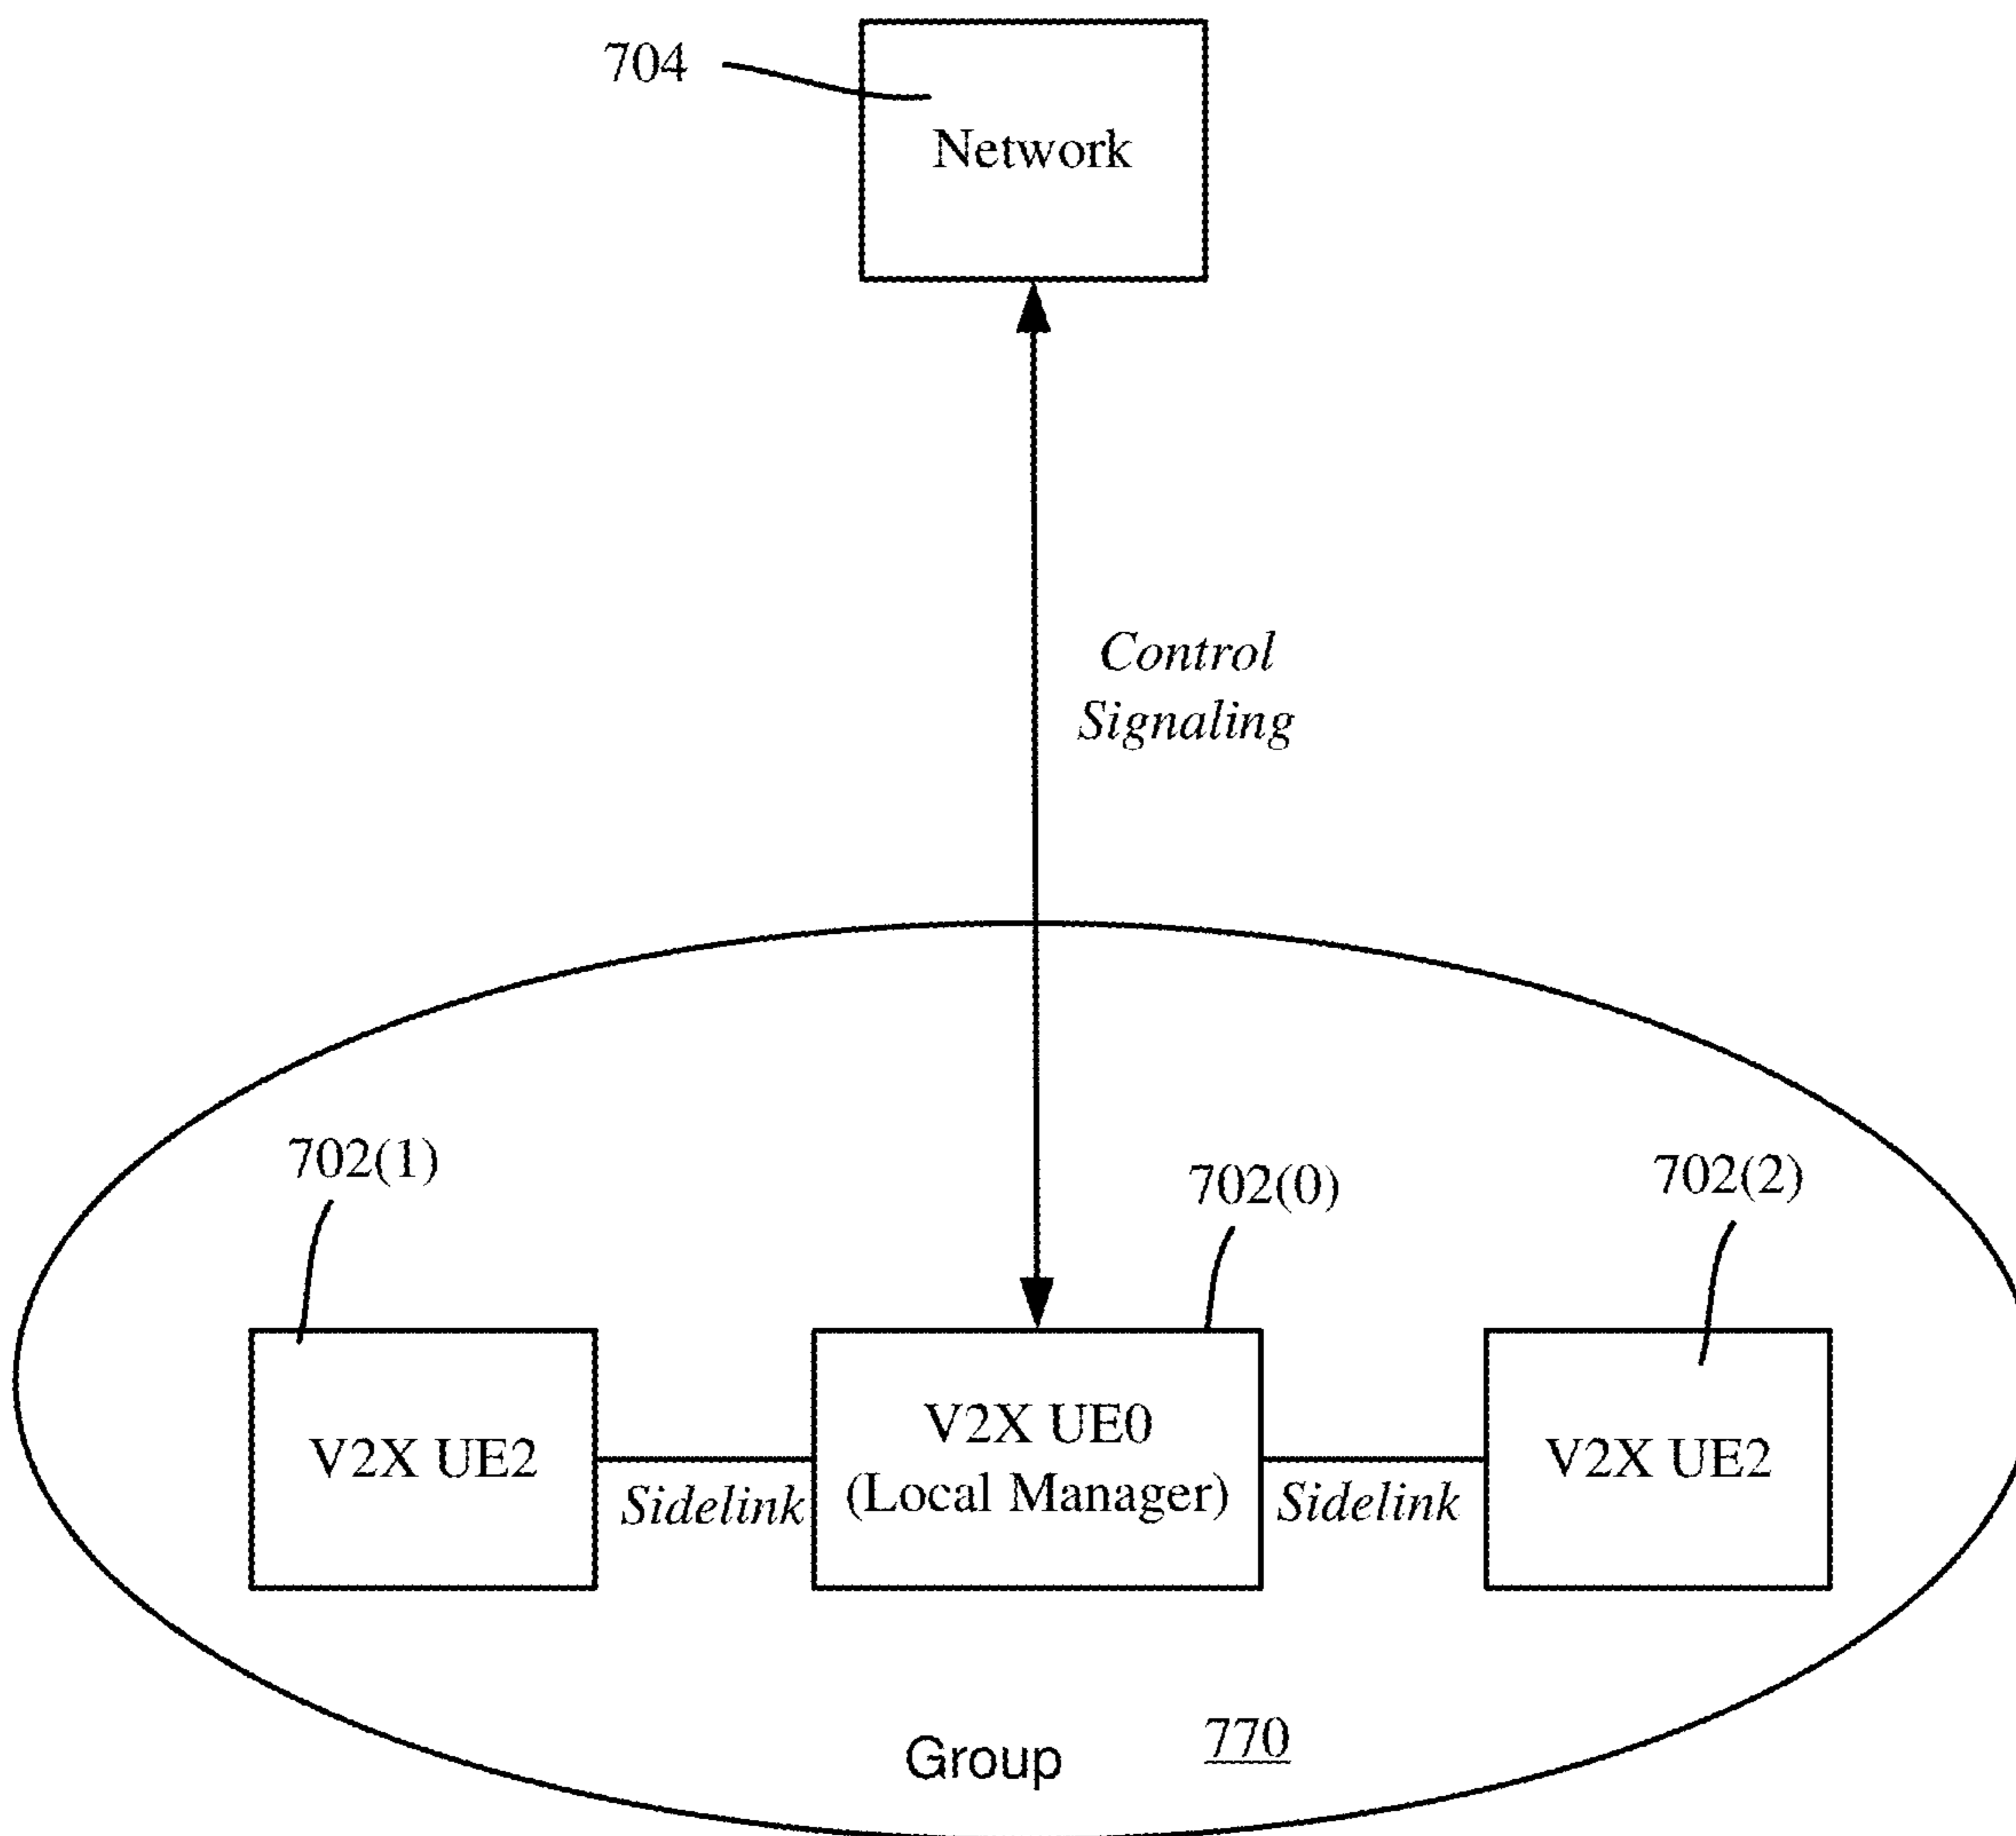 704
Network
Control
Signaling
702(1)
702(0)
702(2)
V2X UE2
V2X UE0
(Local Manager)
V2X UE2
Sidelink
Sidelink
Group
770